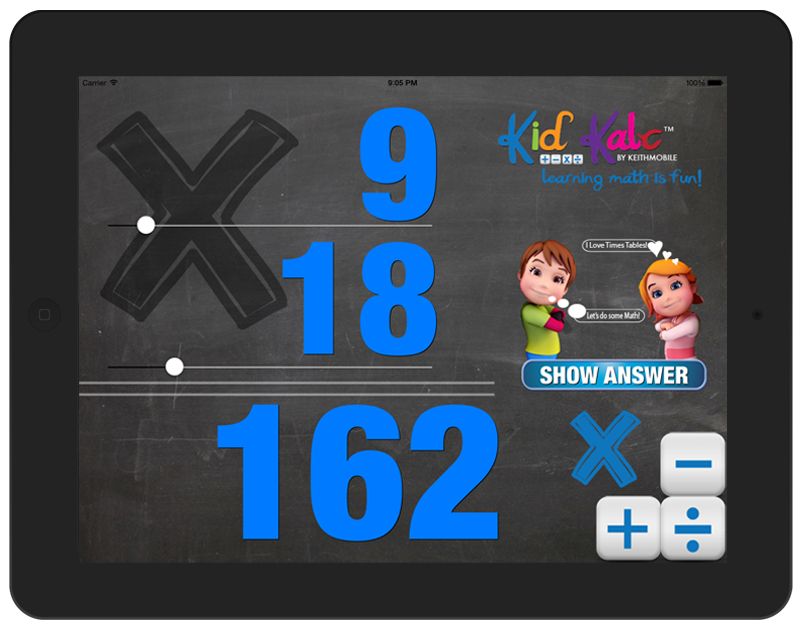 Carrier 9:05 PM 100%
X
9
18
162
Kid Kalc™
+ − × ÷ BY KEITHMOBILE
learning math is fun!
I Love Times Tables!
Let's do some Math!
SHOW ANSWER
X
−
+ ÷